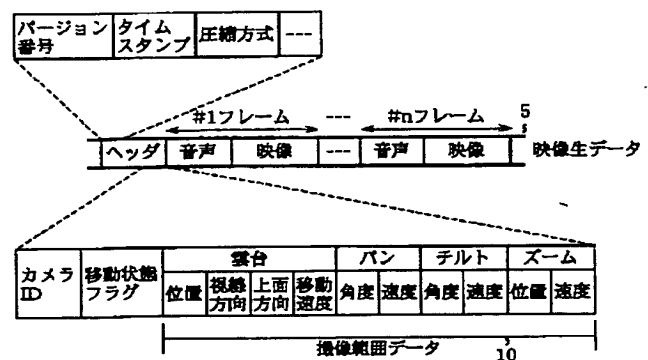 バージョン
番号
タイム
スタンプ
圧縮方式
---
#1フレーム
---
#nフレーム
5
ヘッダ
音声
映像
---
音声
映像
映像生データ
カメラ
ID
移動状態
フラグ
雲台
パン
チルト
ズーム
位置
視線
方向
上面
方向
移動
速度
角度
速度
角度
速度
位置
速度
撮像範囲データ
10